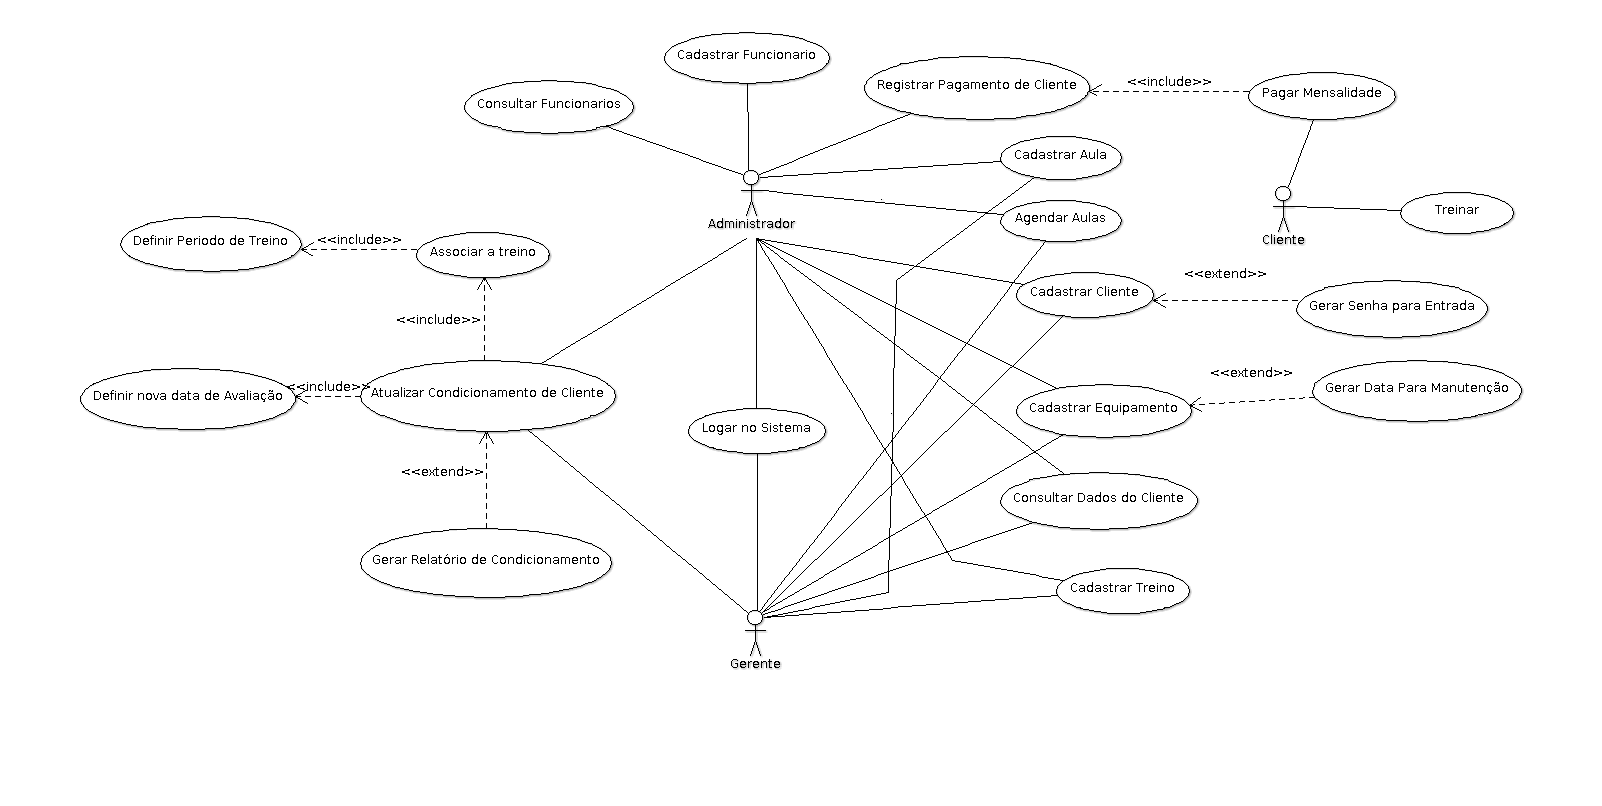 Cadastrar Funcionario
Consultar Funcionarios
Registrar Pagamento de Cliente
<<include>>
Pagar Mensalidade
Cadastrar Aula
Administrador
Agendar Aulas
Treinar
Cliente
Definir Periodo de Treino
<<include>>
Associar a treino
<<extend>>
Cadastrar Cliente
Gerar Senha para Entrada
<<include>>
<<extend>>
Definir nova data de Avaliação
<<include>>
Atualizar Condicionamento de Cliente
Gerar Data Para Manutenção
Cadastrar Equipamento
Logar no Sistema
<<extend>>
Consultar Dados do Cliente
Gerar Relatório de Condicionamento
Cadastrar Treino
Gerente